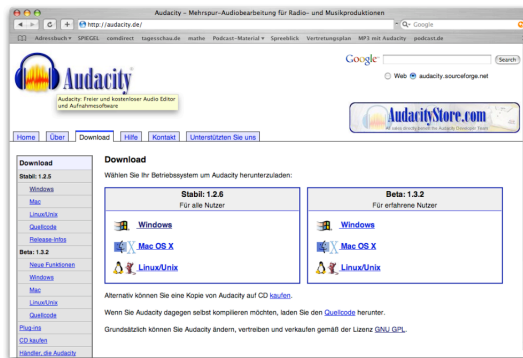 Audacity – Mehrspur-Audiobearbeitung für Radio- und Musikproduktionen
http://audacity.de/
Google
Adressbuch SPIEGEL comdirect tagesschau.de mathe Podcast-Material Spreeblick Vertretungsplan MP3 mit Audacity podcast.de
Google
Search
Web audacity.sourceforge.net
Audacity
Audacity: Freier und kostenloser Audio Editor
und Aufnahmesoftware
AudacityStore.com
Home Über Download Hilfe Kontakt Unterstützten Sie uns
Download
Stabil: 1.2.5
Windows
Mac
Linux/Unix
Quellcode
Release-Infos
Beta: 1.3.2
Neue Funktionen
Windows
Mac
Linux/Unix
Quellcode
Plug-ins
CD kaufen
Händler, die Audacity
Download
Wählen Sie Ihr Betriebssystem um Audacity herunterzuladen:
Stabil: 1.2.6
Für alle Nutzer
Windows
Mac OS X
Linux/Unix
Beta: 1.3.2
Für erfahrene Nutzer
Windows
Mac OS X
Linux/Unix
Alternativ können Sie eine Kopie von Audacity auf CD kaufen.
Wenn Sie Audacity dagegen selbst kompilieren möchten, laden Sie den Quellcode herunter.
Grundsätzlich können Sie Audacity ändern, vertreiben und verkaufen gemäß der Lizenz GNU GPL.